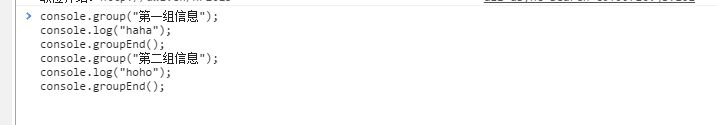 console.group("第一组信息");
console.log("haha");
console.groupEnd();
console.group("第二组信息");
console.log("hoho");
console.groupEnd();